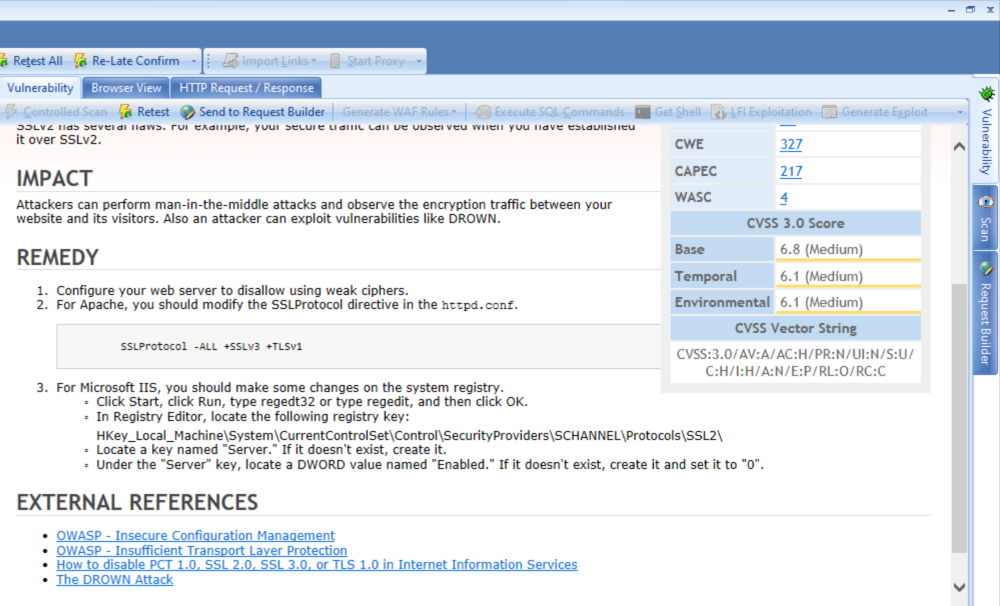 Retest All Re-Late Confirm Import Links Start Proxy
Vulnerability Browser View HTTP Request / Response
Controlled Scan Retest Send to Request Builder Generate WAF Rules Execute SQL Commands Get Shell LFI Exploitation Generate Exploit
SSLv2 has several flaws. For example, your secure traffic can be observed when you have established
it over SSLv2.
IMPACT
Attackers can perform man-in-the-middle attacks and observe the encryption traffic between your
website and its visitors. Also an attacker can exploit vulnerabilities like DROWN.
REMEDY
1. Configure your web server to disallow using weak ciphers.
2. For Apache, you should modify the SSLProtocol directive in the httpd.conf.
SSLProtocol -ALL +SSLv3 +TLSv1
3. For Microsoft IIS, you should make some changes on the system registry.
◦ Click Start, click Run, type regedt32 or type regedit, and then click OK.
◦ In Registry Editor, locate the following registry key:
HKey_Local_Machine\System\CurrentControlSet\Control\SecurityProviders\SCHANNEL\Protocols\SSL2\
◦ Locate a key named "Server." If it doesn't exist, create it.
◦ Under the "Server" key, locate a DWORD value named "Enabled." If it doesn't exist, create it and set it to "0".
EXTERNAL REFERENCES
• OWASP - Insecure Configuration Management
• OWASP - Insufficient Transport Layer Protection
• How to disable PCT 1.0, SSL 2.0, SSL 3.0, or TLS 1.0 in Internet Information Services
• The DROWN Attack
CWE 327
CAPEC 217
WASC 4
CVSS 3.0 Score
Base 6.8 (Medium)
Temporal 6.1 (Medium)
Environmental 6.1 (Medium)
CVSS Vector String
CVSS:3.0/AV:A/AC:H/PR:N/UI:N/S:U/
C:H/I:H/A:N/E:P/RL:O/RC:C
Vulnerability
Scan
Request Builder